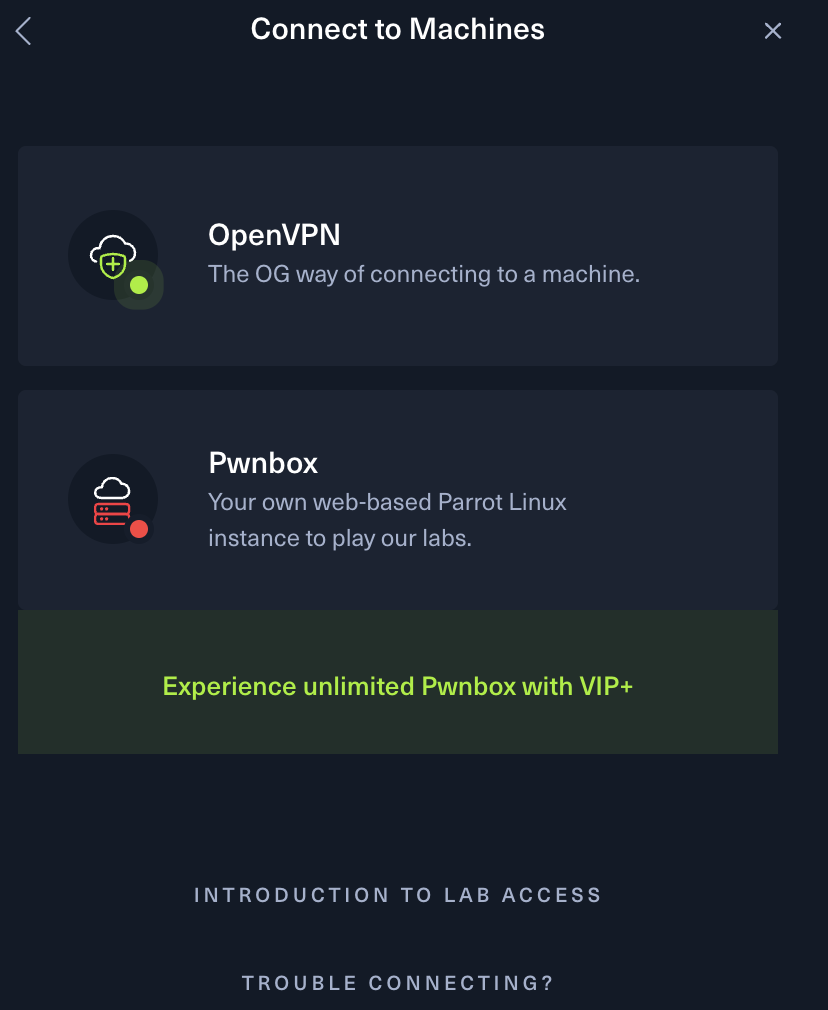 Connect to Machines
OpenVPN
The OG way of connecting to a machine.
Pwnbox
Your own web-based Parrot Linux
instance to play our labs.
Experience unlimited Pwnbox with VIP+
INTRODUCTION TO LAB ACCESS
TROUBLE CONNECTING?